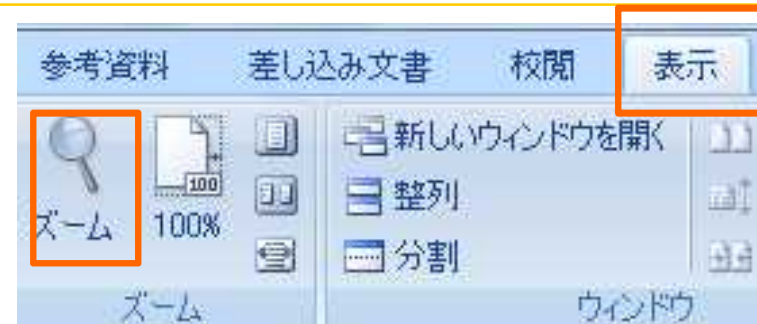 参考資料 差し込み文書 校閲 表示
新しいウィンドウを開く
整列
ズーム 100% 100
分割
ズーム ウィンドウ